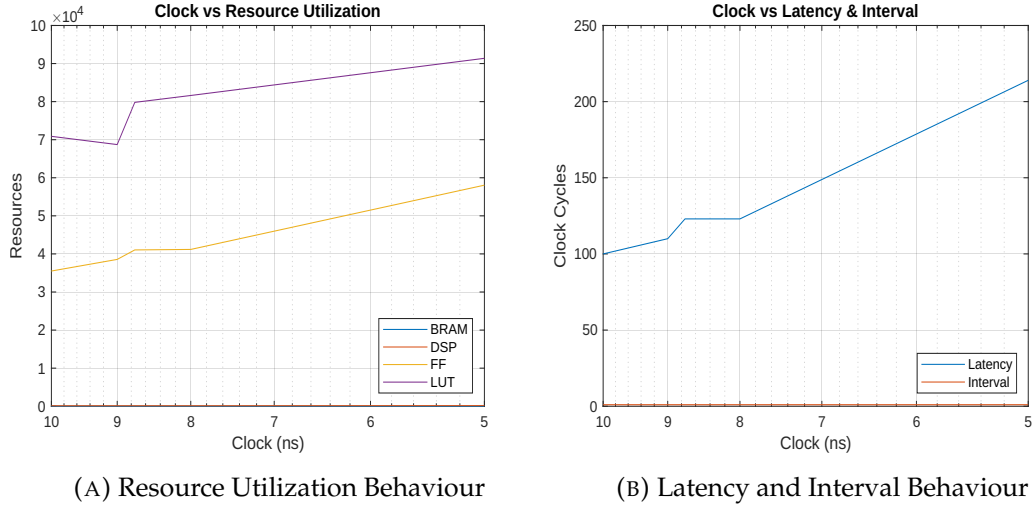 Clock vs Resource Utilization
×10⁴
10
9
8
7
6
5
4
3
2
1
0
Resources
BRAM
DSP
FF
LUT
10 9 8 7 6 5
Clock (ns)
(A) Resource Utilization Behaviour
Clock vs Latency & Interval
250
200
150
100
50
0
Clock Cycles
Latency
Interval
10 9 8 7 6 5
Clock (ns)
(B) Latency and Interval Behaviour